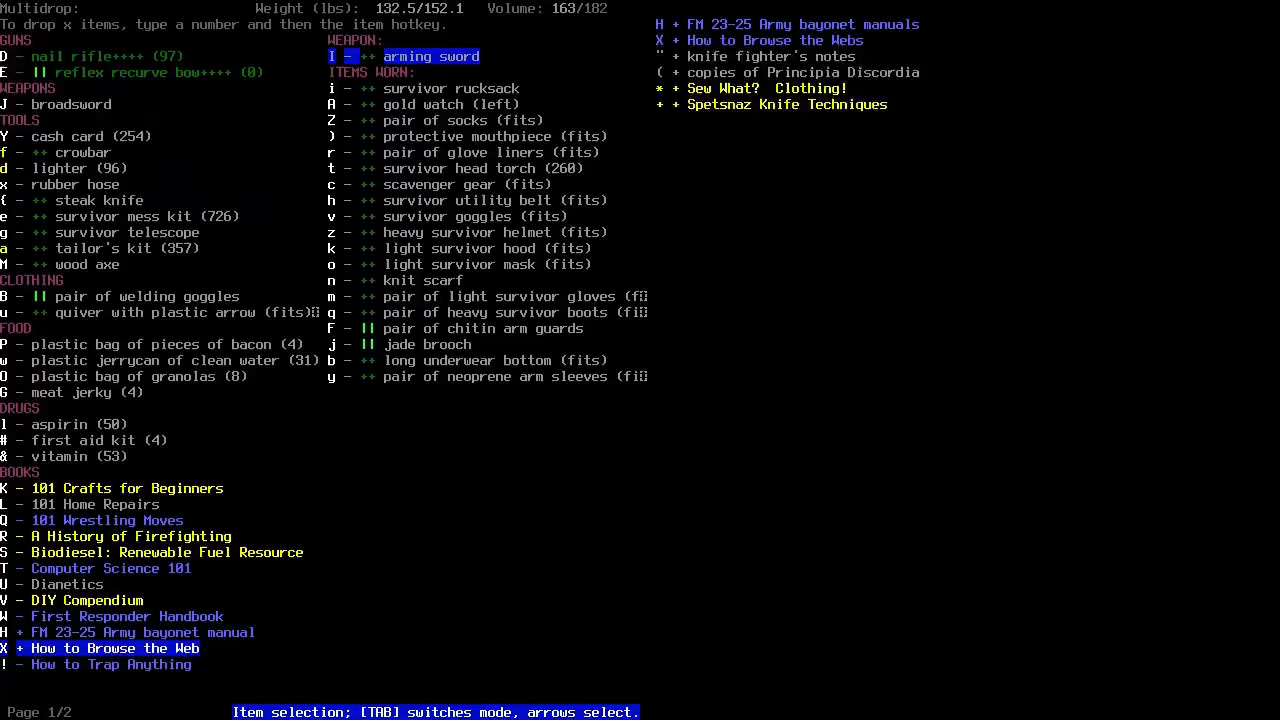 Multidrop: Weight (lbs): 132.5/152.1 Volume: 163/182
To drop x items, type a number and then the item hotkey.
GUNS
D - nail rifle++++ (97)
E - || reflex recurve bow++++ (0)
WEAPONS
J - broadsword
TOOLS
Y - cash card (254)
f - ++ crowbar
d - lighter (96)
x - rubber hose
{ - ++ steak knife
e - ++ survivor mess kit (726)
g - ++ survivor telescope
a - ++ tailor's kit (357)
M - ++ wood axe
CLOTHING
B - || pair of welding goggles
u - ++ quiver with plastic arrow (fits)
FOOD
P - plastic bag of pieces of bacon (4)
w - plastic jerrycan of clean water (31)
O - plastic bag of granolas (8)
G - meat jerky (4)
DRUGS
l - aspirin (50)
# - first aid kit (4)
& - vitamin (53)
BOOKS
K - 101 Crafts for Beginners
L - 101 Home Repairs
Q - 101 Wrestling Moves
R - A History of Firefighting
S - Biodiesel: Renewable Fuel Resource
T - Computer Science 101
U - Dianetics
V - DIY Compendium
W - First Responder Handbook
H + FM 23-25 Army bayonet manual
X + How to Browse the Web
! - How to Trap Anything
WEAPON:
I - ++ arming sword
ITEMS WORN:
i - ++ survivor rucksack
A - ++ gold watch (left)
Z - ++ pair of socks (fits)
) - ++ protective mouthpiece (fits)
r - ++ pair of glove liners (fits)
t - ++ survivor head torch (260)
c - ++ scavenger gear (fits)
h - ++ survivor utility belt (fits)
v - ++ survivor goggles (fits)
z - ++ heavy survivor helmet (fits)
k - ++ light survivor hood (fits)
o - ++ light survivor mask (fits)
n - ++ knit scarf
m - ++ pair of light survivor gloves (fi
q - ++ pair of heavy survivor boots (fi
F - || pair of chitin arm guards
j - || jade brooch
b - ++ long underwear bottom (fits)
y - ++ pair of neoprene arm sleeves (fi
H + FM 23-25 Army bayonet manuals
X + How to Browse the Webs
" + knife fighter's notes
( + copies of Principia Discordia
* + Sew What? Clothing!
+ + Spetsnaz Knife Techniques
Page 1/2 Item selection; [TAB] switches mode, arrows select.